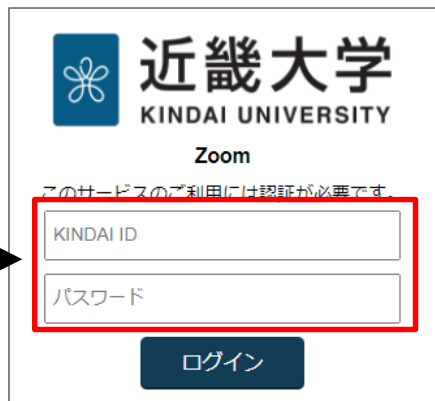 近畿大学
KINDAI UNIVERSITY
Zoom
このサービスのご利用には認証が必要です。
KINDAI ID
パスワード
ログイン